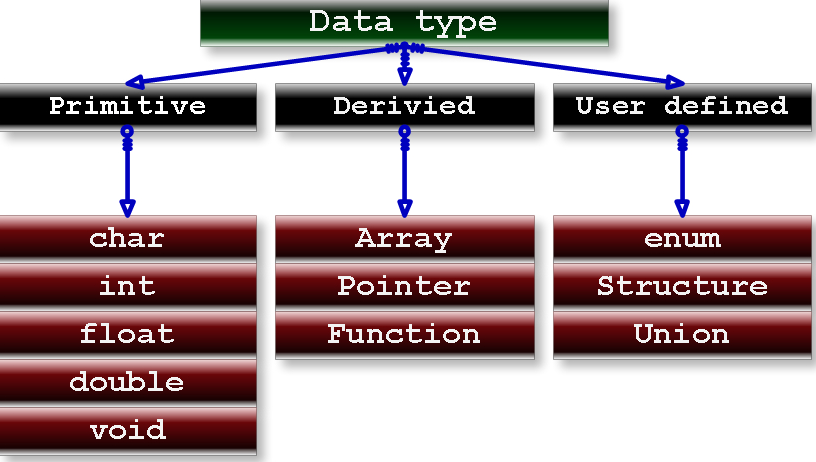 Data type
Primitive
Derivied
User defined
char
int
float
double
void
Array
Pointer
Function
enum
Structure
Union